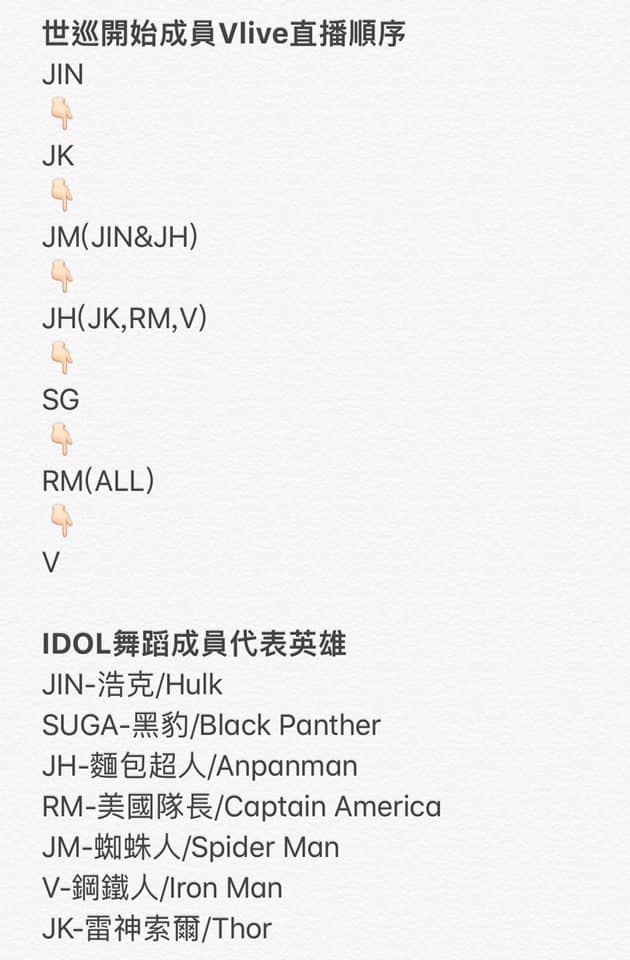 世巡開始成員Vlive直播順序
JIN
👇🏻
JK
👇🏻
JM(JIN&JH)
👇🏻
JH(JK,RM,V)
👇🏻
SG
👇🏻
RM(ALL)
👇🏻
V
IDOL舞蹈成員代表英雄
JIN-浩克/Hulk
SUGA-黑豹/Black Panther
JH-麵包超人/Anpanman
RM-美國隊長/Captain America
JM-蜘蛛人/Spider Man
V-鋼鐵人/Iron Man
JK-雷神索爾/Thor